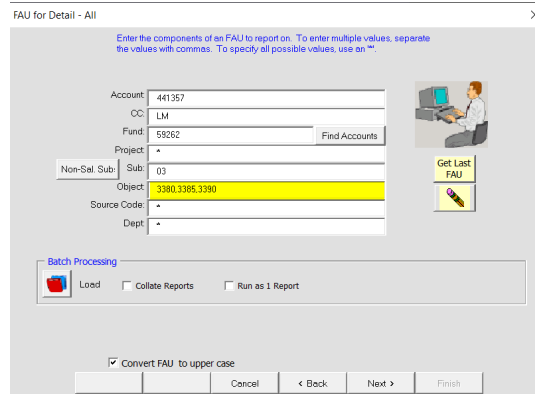 FAU for Detail - All
Enter the components of an FAU to report on. To enter multiple values, separate
the values with commas. To specify all possible values, use an "*".
Account 441357
CC: LM
Fund: 59262 Find Accounts
Project *
Non-Sal. Sub: Sub: 03
Object 3380,3385,3390
Source Code: *
Dept *
Get Last
FAU
Batch Processing
Load Collate Reports Run as 1 Report
Convert FAU to upper case
Cancel < Back Next > Finish